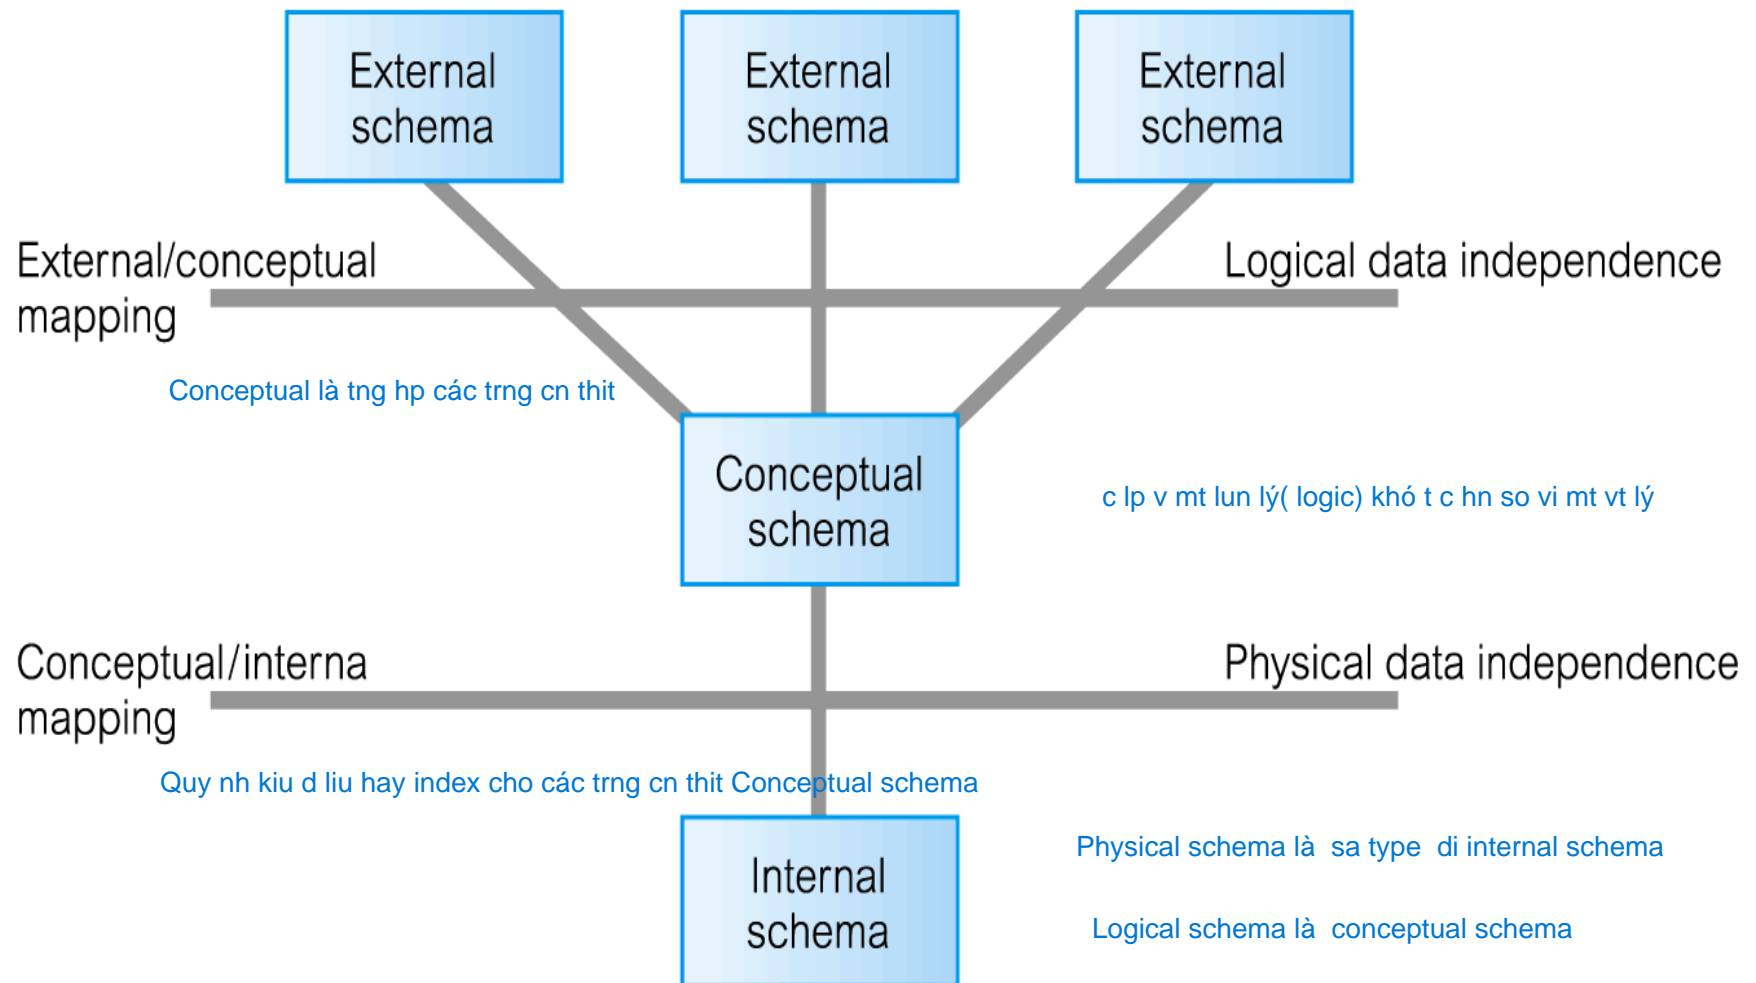 External
schema
External
schema
External
schema
External/conceptual
mapping
Logical data independence
Conceptual là tng hp các trng cn thit
Conceptual
schema
c lp v mt lun lý( logic) khó t c hn so vi mt vt lý
Conceptual/interna
mapping
Physical data independence
Quy nh kiu d liu hay index cho các trng cn thit Conceptual schema
Internal
schema
Physical schema là  sa type  di internal schema
Logical schema là  conceptual schema